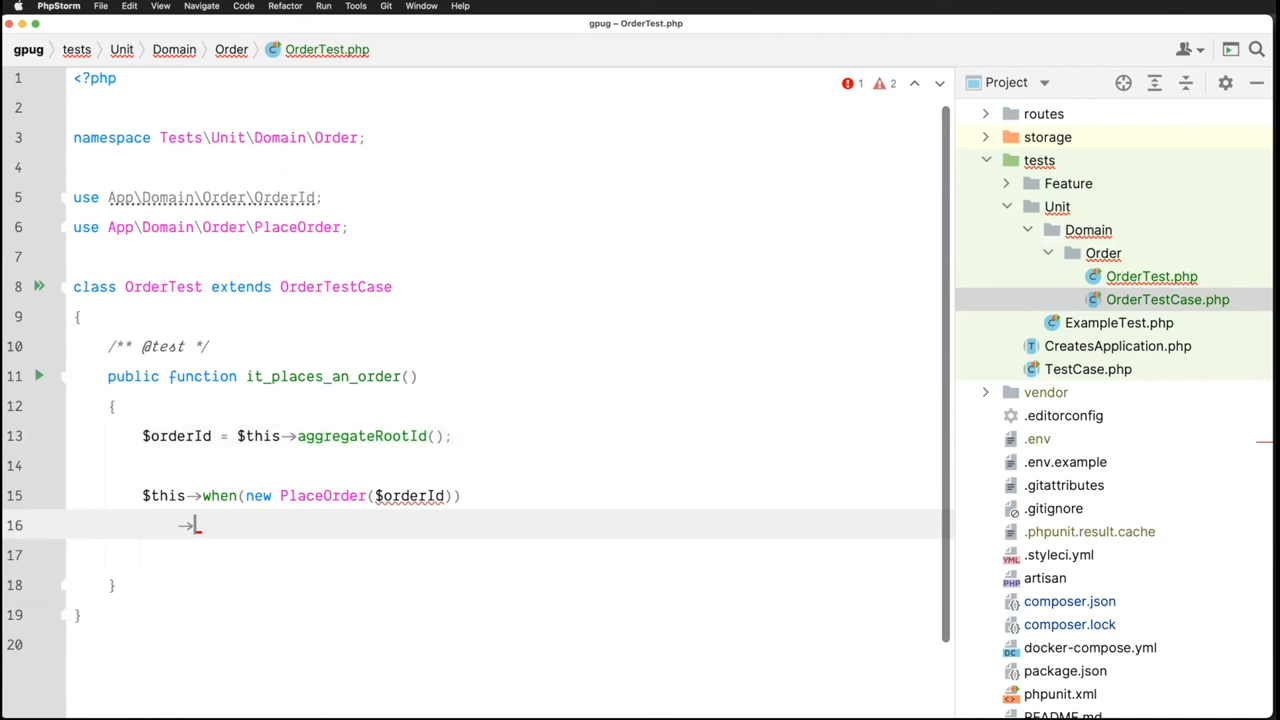 PhpStorm File Edit View Navigate Code Refactor Run Tools Git Window Help
gpug – OrderTest.php
gpug tests Unit Domain Order OrderTest.php
1 <?php
2
3 namespace Tests\Unit\Domain\Order;
4
5 use App\Domain\Order\OrderId;
6 use App\Domain\Order\PlaceOrder;
7
8 class OrderTest extends OrderTestCase
9 {
10 /** @test */
11 public function it_places_an_order()
12 {
13 $orderId = $this->aggregateRootId();
14
15 $this->when(new PlaceOrder($orderId))
16 ->
17
18 }
19 }
20
1 2
Project
routes
storage
tests
Feature
Unit
Domain
Order
OrderTest.php
OrderTestCase.php
ExampleTest.php
CreatesApplication.php
TestCase.php
vendor
.editorconfig
.env
.env.example
.gitattributes
.gitignore
.phpunit.result.cache
.styleci.yml
artisan
composer.json
composer.lock
docker-compose.yml
package.json
phpunit.xml
README.md